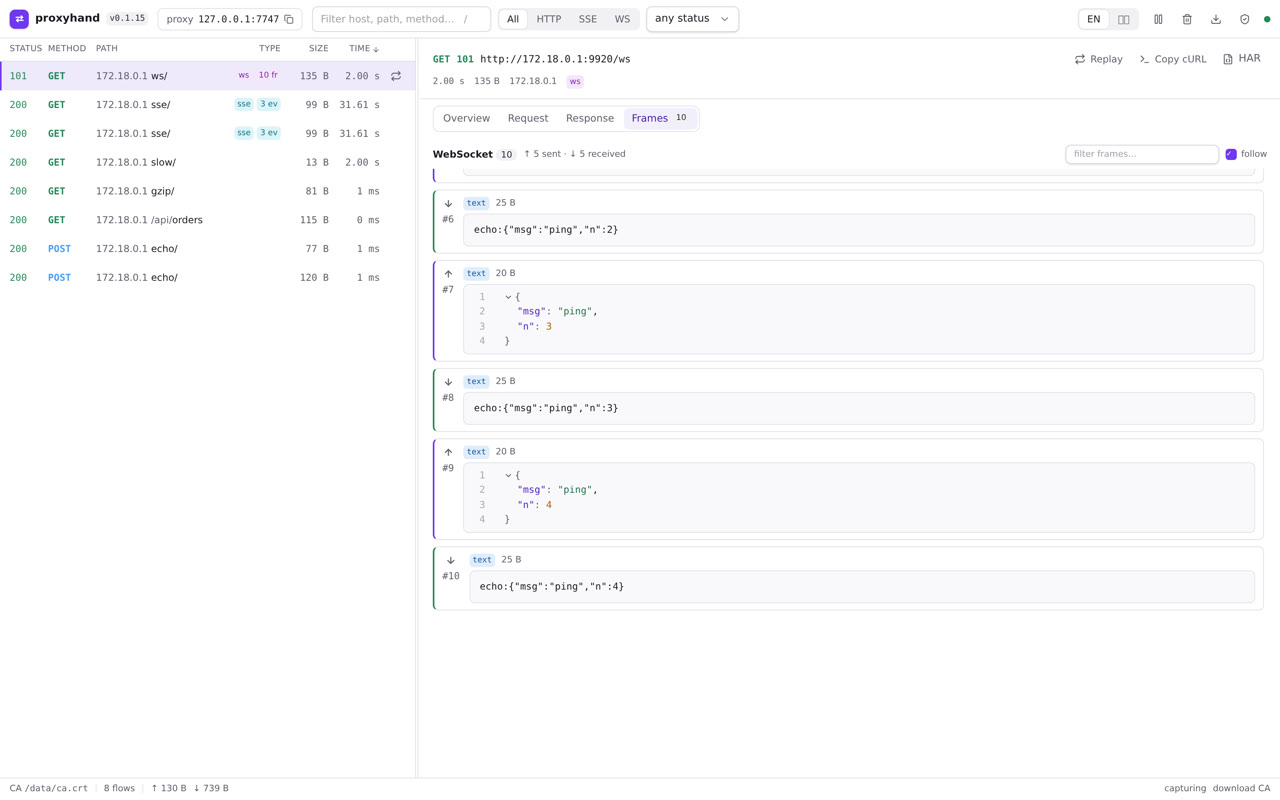 proxyhand v0.1.15 proxy 127.0.0.1:7747 Filter host, path, method... / All HTTP SSE WS any status EN
STATUS METHOD PATH TYPE SIZE TIME ↓
101 GET 172.18.0.1 ws/ ws 10 fr 135 B 2.00 s
200 GET 172.18.0.1 sse/ sse 3 ev 99 B 31.61 s
200 GET 172.18.0.1 sse/ sse 3 ev 99 B 31.61 s
200 GET 172.18.0.1 slow/ 13 B 2.00 s
200 GET 172.18.0.1 gzip/ 81 B 1 ms
200 GET 172.18.0.1 /api/orders 115 B 0 ms
200 POST 172.18.0.1 echo/ 77 B 1 ms
200 POST 172.18.0.1 echo/ 120 B 1 ms
GET 101 http://172.18.0.1:9920/ws Replay Copy cURL HAR
2.00 s 135 B 172.18.0.1 ws
Overview Request Response Frames 10
WebSocket 10 ↑ 5 sent · ↓ 5 received filter frames... follow
↓ text 25 B
#6
echo:{"msg":"ping","n":2}
↑ text 20 B
#7
1 {
2 "msg": "ping",
3 "n": 3
4 }
↓ text 25 B
#8
echo:{"msg":"ping","n":3}
↑ text 20 B
#9
1 {
2 "msg": "ping",
3 "n": 4
4 }
↓ text 25 B
#10
echo:{"msg":"ping","n":4}
CA /data/ca.crt 8 flows ↑ 130 B ↓ 739 B capturing download CA